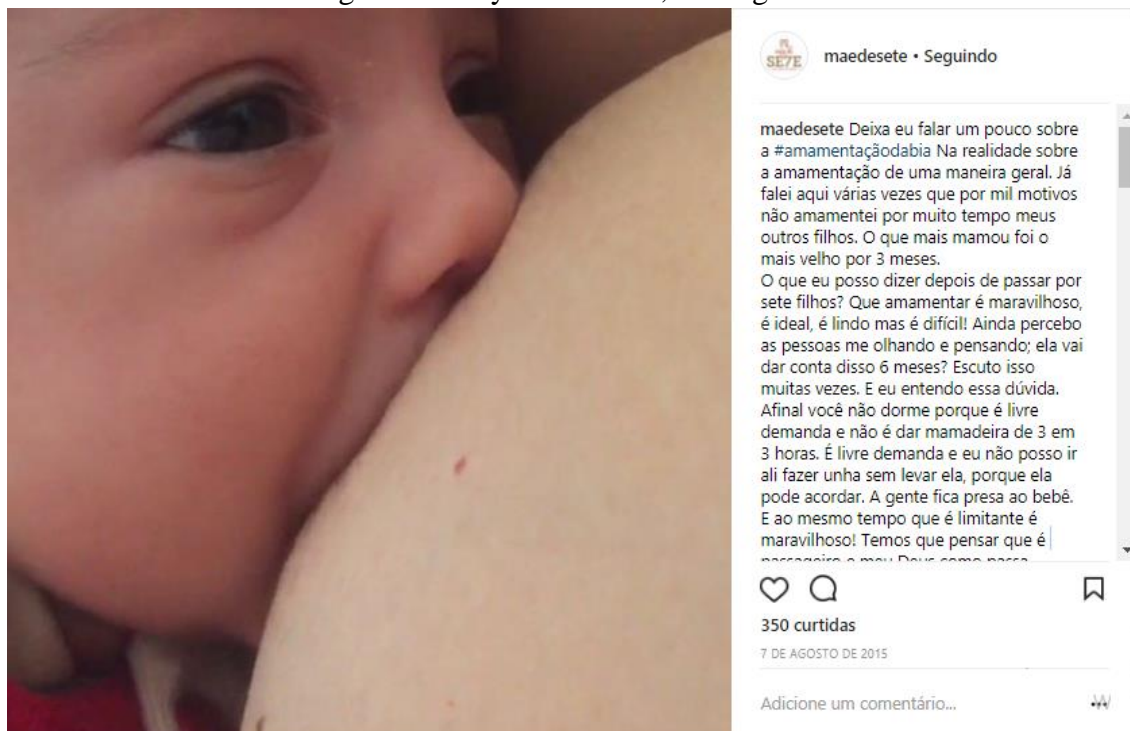 SE7E
maedesete • Seguindo
maedesete Deixa eu falar um pouco sobre
a #amamentaçãodabia Na realidade sobre
a amamentação de uma maneira geral. Já
falei aqui várias vezes que por mil motivos
não amamentei por muito tempo meus
outros filhos. O que mais mamou foi o
mais velho por 3 meses.
O que eu posso dizer depois de passar por
sete filhos? Que amamentar é maravilhoso,
é ideal, é lindo mas é difícil! Ainda percebo
as pessoas me olhando e pensando; ela vai
dar conta disso 6 meses? Escuto isso
muitas vezes. E eu entendo essa dúvida.
Afinal você não dorme porque é livre
demanda e não é dar mamadeira de 3 em
3 horas. É livre demanda e eu não posso ir
ali fazer unha sem levar ela, porque ela
pode acordar. A gente fica presa ao bebê.
E ao mesmo tempo que é limitante é
maravilhoso! Temos que pensar que é
passageiro e meu Deus como passa
350 curtidas
7 DE AGOSTO DE 2015
Adicione um comentário...